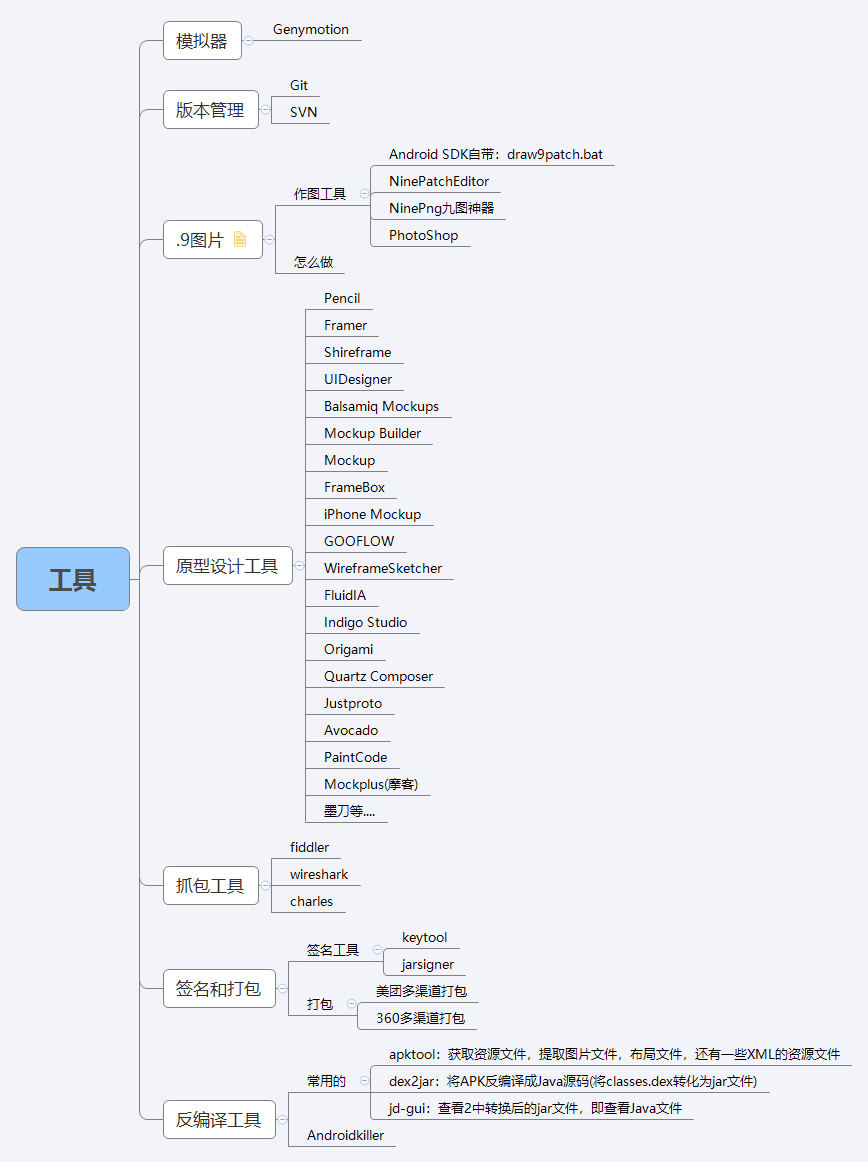 工具
模拟器
Genymotion
版本管理
Git
SVN
.9图片
作图工具
Android SDK自带：draw9patch.bat
NinePatchEditor
NinePng九图神器
PhotoShop
怎么做
原型设计工具
Pencil
Framer
Shireframe
UIDesigner
Balsamiq Mockups
Mockup Builder
Mockup
FrameBox
iPhone Mockup
GOOFLOW
WireframeSketcher
FluidIA
Indigo Studio
Origami
Quartz Composer
Justproto
Avocado
PaintCode
Mockplus(摩客)
墨刀等....
抓包工具
fiddler
wireshark
charles
签名和打包
签名工具
keytool
jarsigner
打包
美团多渠道打包
360多渠道打包
反编译工具
常用的
apktool：获取资源文件，提取图片文件，布局文件，还有一些XML的资源文件
dex2jar：将APK反编译成Java源码(将classes.dex转化为jar文件)
jd-gui：查看2中转换后的jar文件，即查看Java文件
Androidkiller